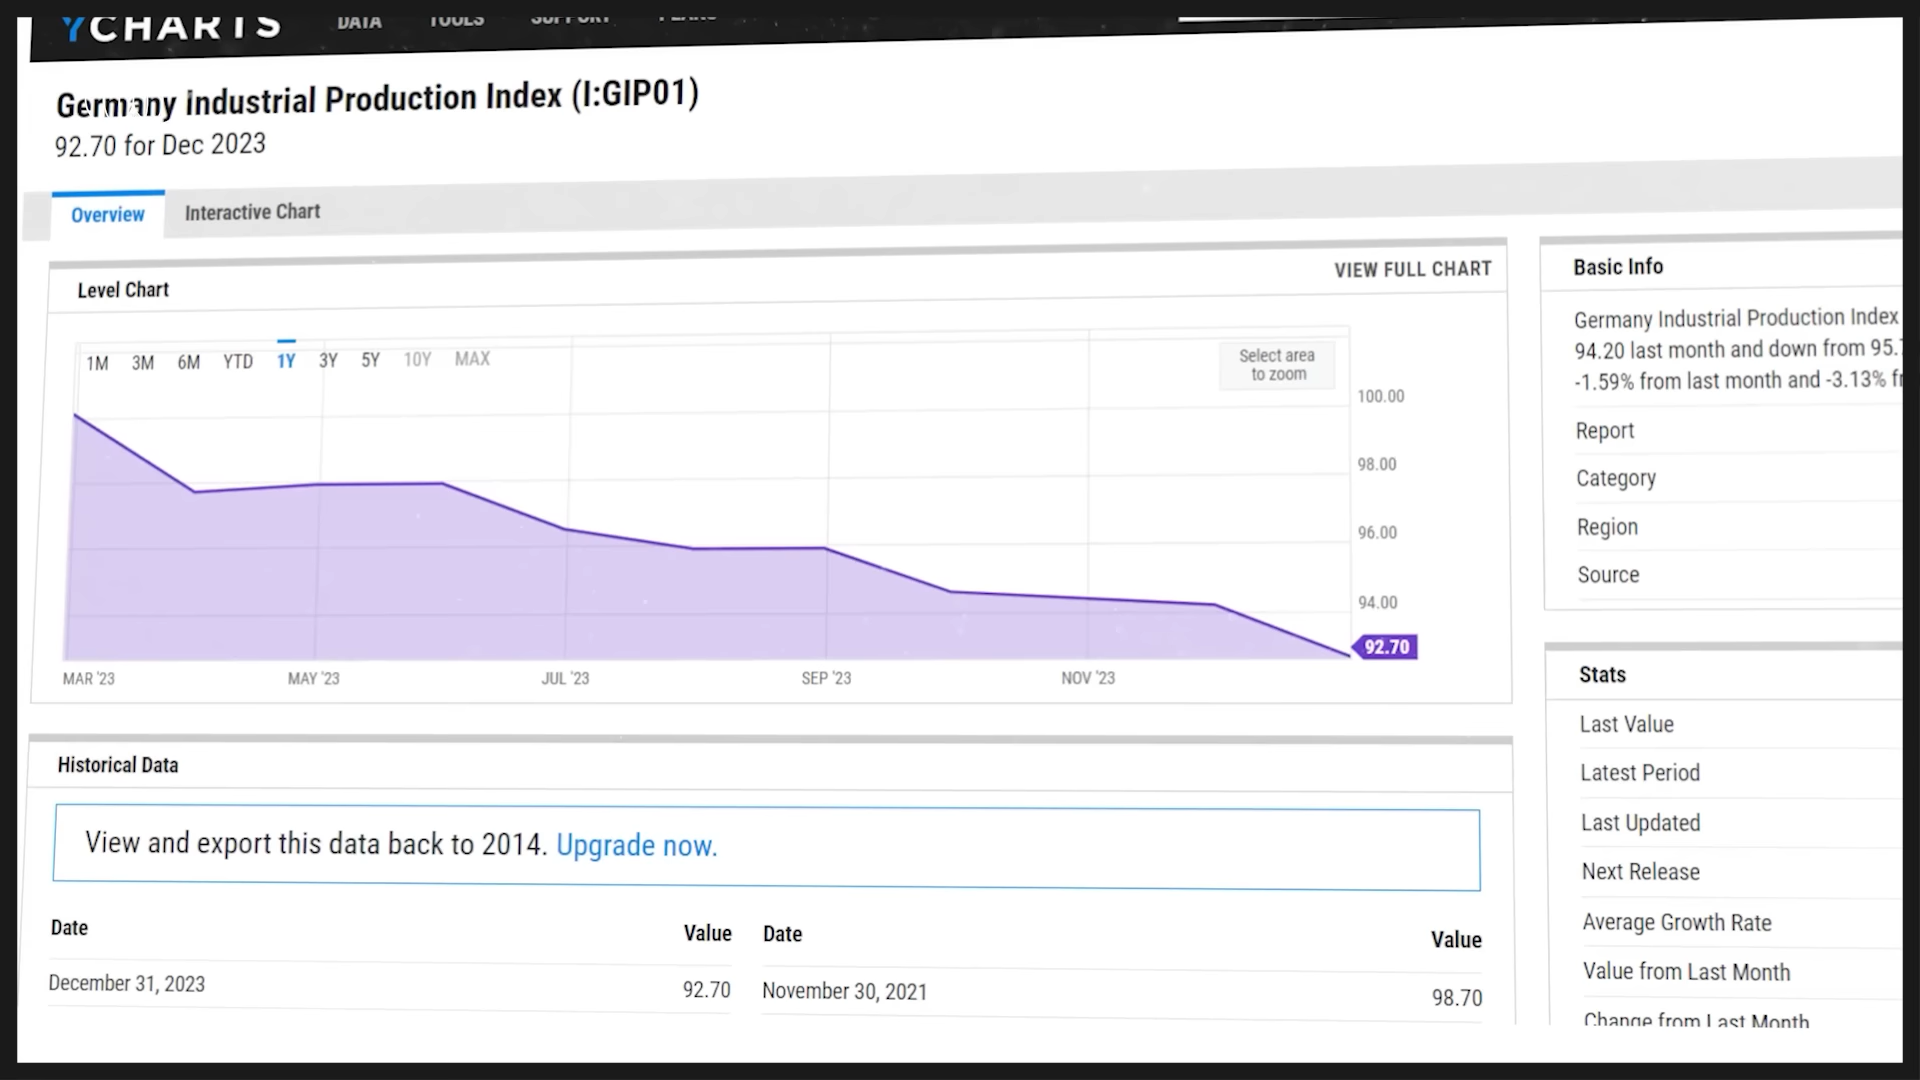 YCHARTS DATA TOOLS SUPPORT PLANS
Germany Industrial Production Index (I:GIP01)
92.70 for Dec 2023
Overview Interactive Chart
Level Chart
VIEW FULL CHART
1M 3M 6M YTD 1Y 3Y 5Y 10Y MAX
Select area
to zoom
100.00
98.00
96.00
94.00
92.70
MAR '23 MAY '23 JUL '23 SEP '23 NOV '23
Historical Data
View and export this data back to 2014. Upgrade now.
Date Value Date Value
December 31, 2023 92.70 November 30, 2021 98.70
Basic Info
Germany Industrial Production Index
94.20 last month and down from 95.
-1.59% from last month and -3.13%
Report
Category
Region
Source
Stats
Last Value
Latest Period
Last Updated
Next Release
Average Growth Rate
Value from Last Month
Change from Last Month